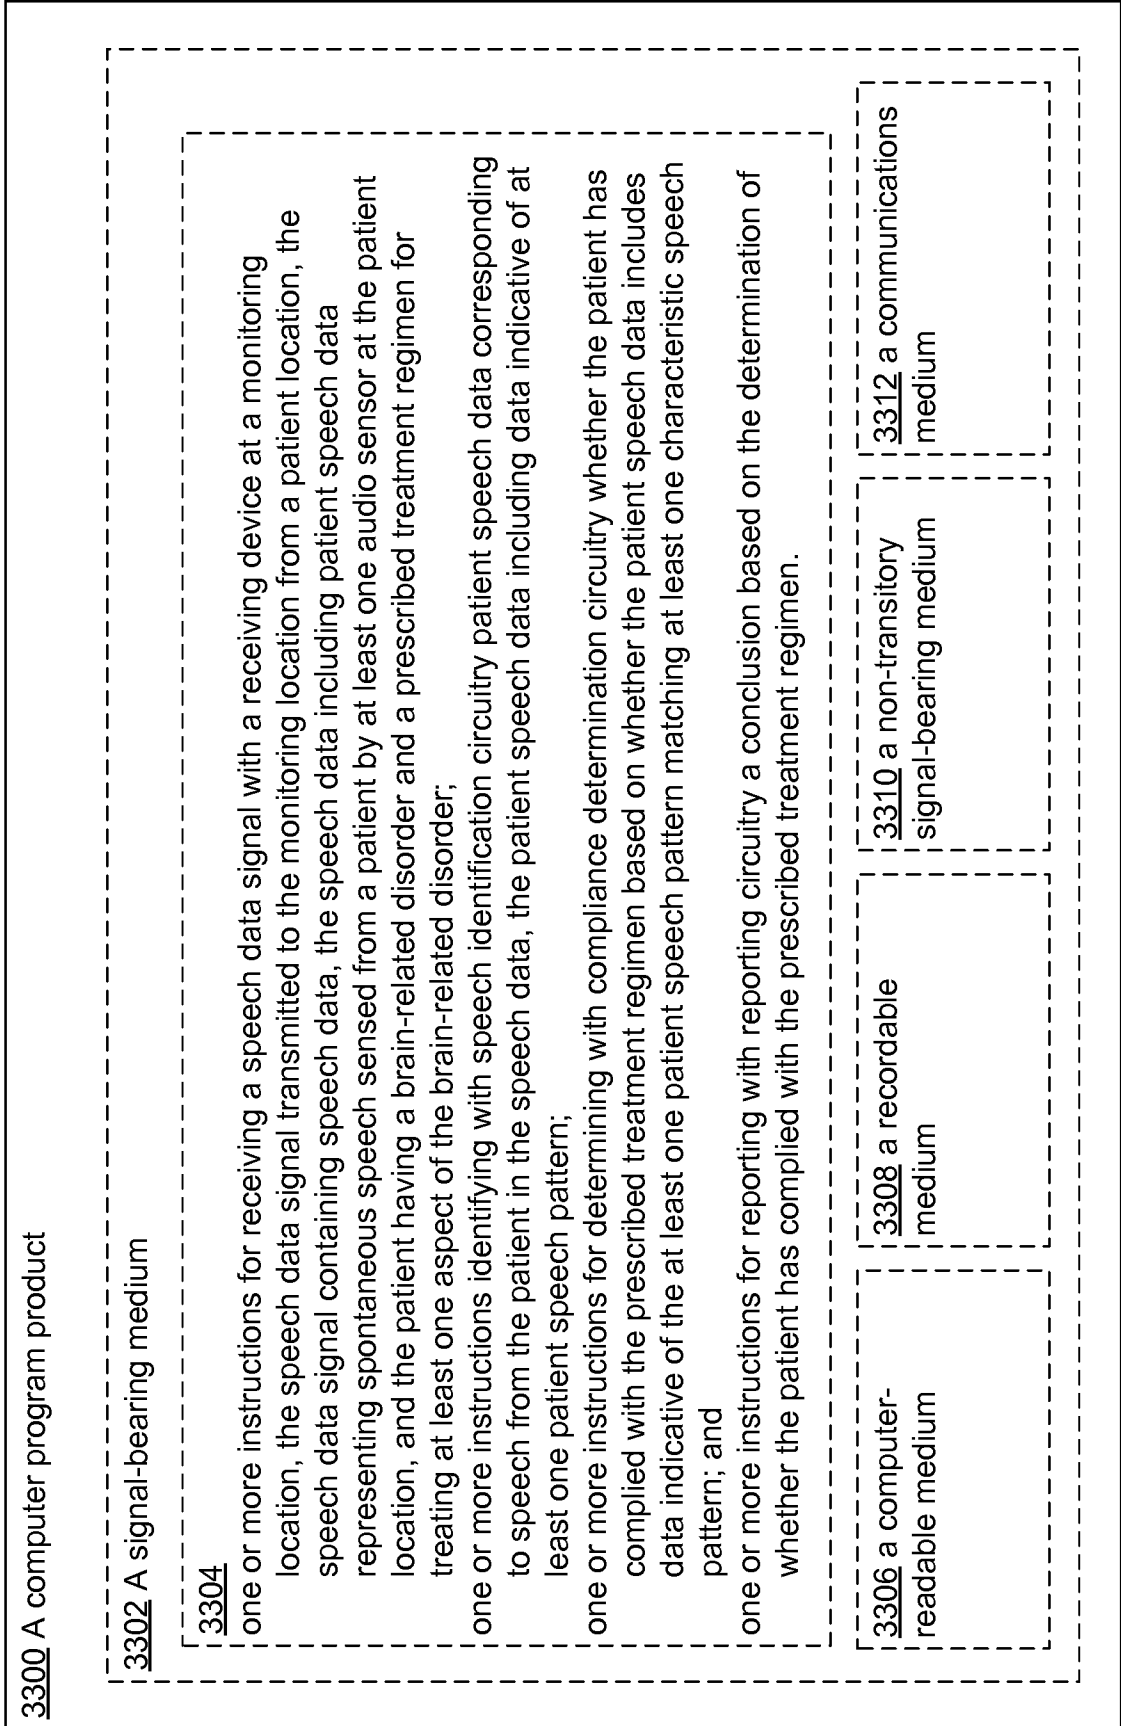 3300 A computer program product
3302 A signal-bearing medium
3304
one or more instructions for receiving a speech data signal with a receiving device at a monitoring
location, the speech data signal transmitted to the monitoring location from a patient location, the
speech data signal containing speech data, the speech data including patient speech data
representing spontaneous speech sensed from a patient by at least one audio sensor at the patient
location, and the patient having a brain-related disorder and a prescribed treatment regimen for
treating at least one aspect of the brain-related disorder;
one or more instructions identifying with speech identification circuitry patient speech data corresponding
to speech from the patient in the speech data, the patient speech data including data indicative of at
least one patient speech pattern;
one or more instructions for determining with compliance determination circuitry whether the patient has
complied with the prescribed treatment regimen based on whether the patient speech data includes
data indicative of the at least one patient speech pattern matching at least one characteristic speech
pattern; and
one or more instructions for reporting with reporting circuitry a conclusion based on the determination of
whether the patient has complied with the prescribed treatment regimen.
3306 a computer-
readable medium
3308 a recordable
medium
3310 a non-transitory
signal-bearing medium
3312 a communications
medium